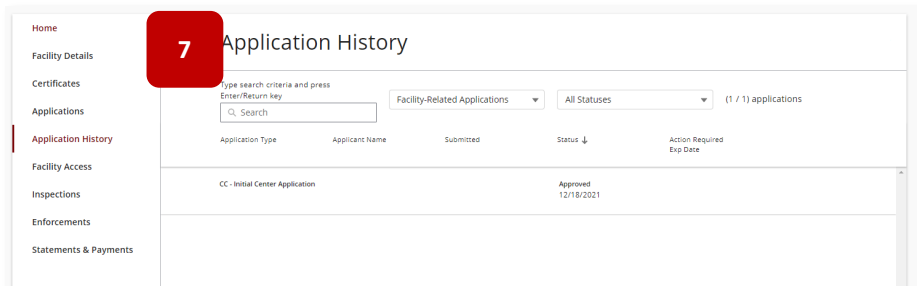 Home
Facility Details
Certificates
Applications
Application History
Facility Access
Inspections
Enforcements
Statements & Payments
7
Application History
Type search criteria and press
Enter/Return key
Search
Facility-Related Applications
All Statuses
(1 / 1) applications
Application Type
Applicant Name
Submitted
Status ↓
Action Required
Exp Date
CC - Initial Center Application
Approved
12/18/2021